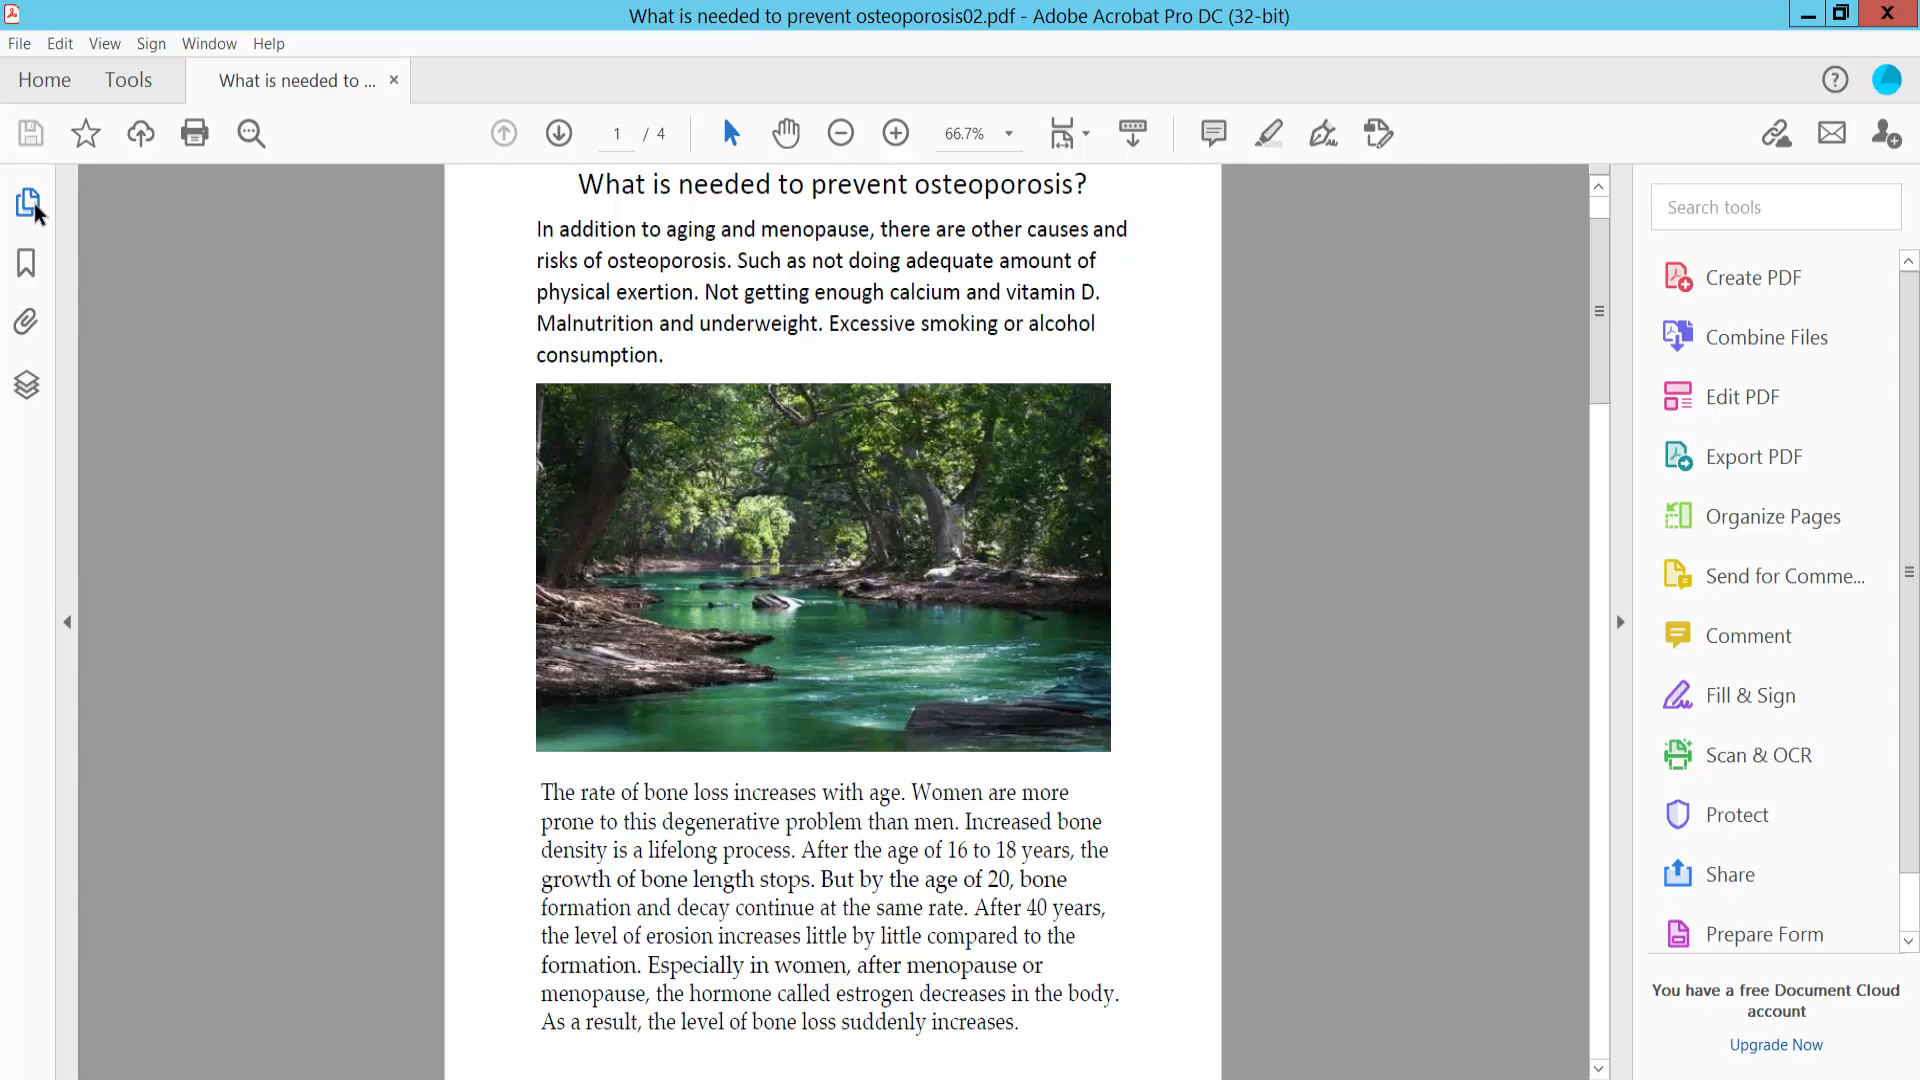 What is needed to prevent osteoporosis02.pdf - Adobe Acrobat Pro DC (32-bit)
File Edit View Sign Window Help
Home Tools What is needed to ... ×
1 / 4 66.7%
What is needed to prevent osteoporosis?
In addition to aging and menopause, there are other causes and
risks of osteoporosis. Such as not doing adequate amount of
physical exertion. Not getting enough calcium and vitamin D.
Malnutrition and underweight. Excessive smoking or alcohol
consumption.
The rate of bone loss increases with age. Women are more
prone to this degenerative problem than men. Increased bone
density is a lifelong process. After the age of 16 to 18 years, the
growth of bone length stops. But by the age of 20, bone
formation and decay continue at the same rate. After 40 years,
the level of erosion increases little by little compared to the
formation. Especially in women, after menopause or
menopause, the hormone called estrogen decreases in the body.
As a result, the level of bone loss suddenly increases.
Search tools
Create PDF
Combine Files
Edit PDF
Export PDF
Organize Pages
Send for Comme...
Comment
Fill & Sign
Scan & OCR
Protect
Share
Prepare Form
You have a free Document Cloud
account
Upgrade Now